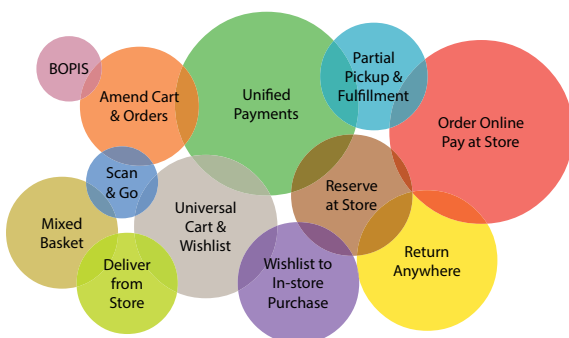 BOPIS
Amend Cart
& Orders
Unified
Payments
Partial
Pickup &
Fulfillment
Order Online
Pay at Store
Scan
& Go
Mixed
Basket
Universal
Cart &
Wishlist
Reserve
at Store
Deliver
from
Store
Wishlist to
In-store
Purchase
Return
Anywhere